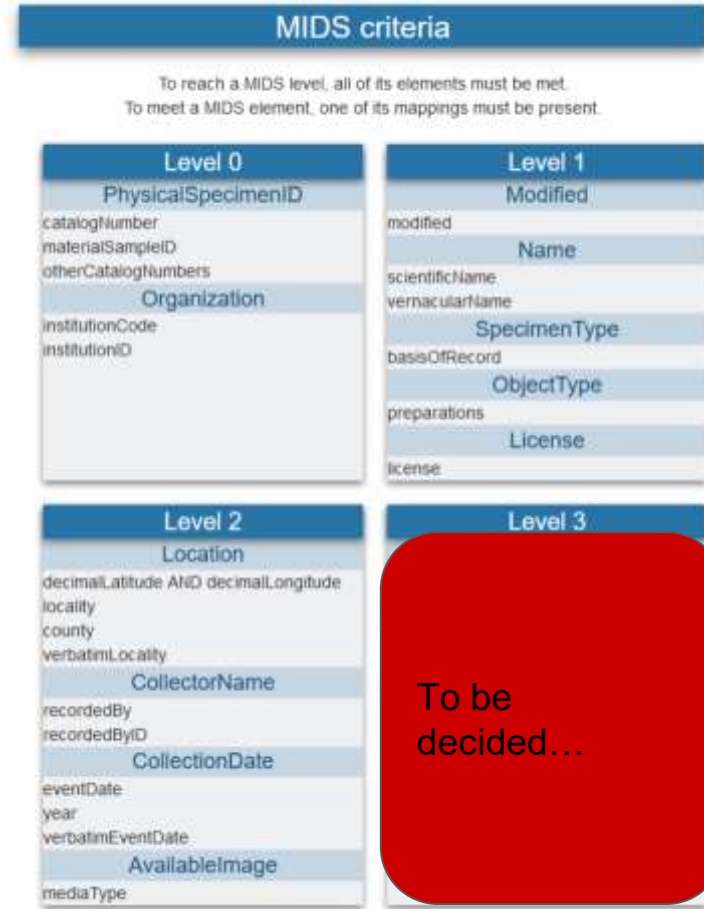 MIDS criteria
To reach a MIDS level, all of its elements must be met.
To meet a MIDS element, one of its mappings must be present.
Level 0
PhysicalSpecimenID
catalogNumber
materialSampleID
otherCatalogNumbers
Organization
institutionCode
institutionID
Level 1
Modified
modified
Name
scientificName
vernacularName
SpecimenType
basisOfRecord
ObjectType
preparations
License
license
Level 2
Location
decimalLatitude AND decimalLongitude
locality
county
verbatimLocality
CollectorName
recordedBy
recordedByID
CollectionDate
eventDate
year
verbatimEventDate
AvailableImage
mediaType
Level 3
To be
decided…